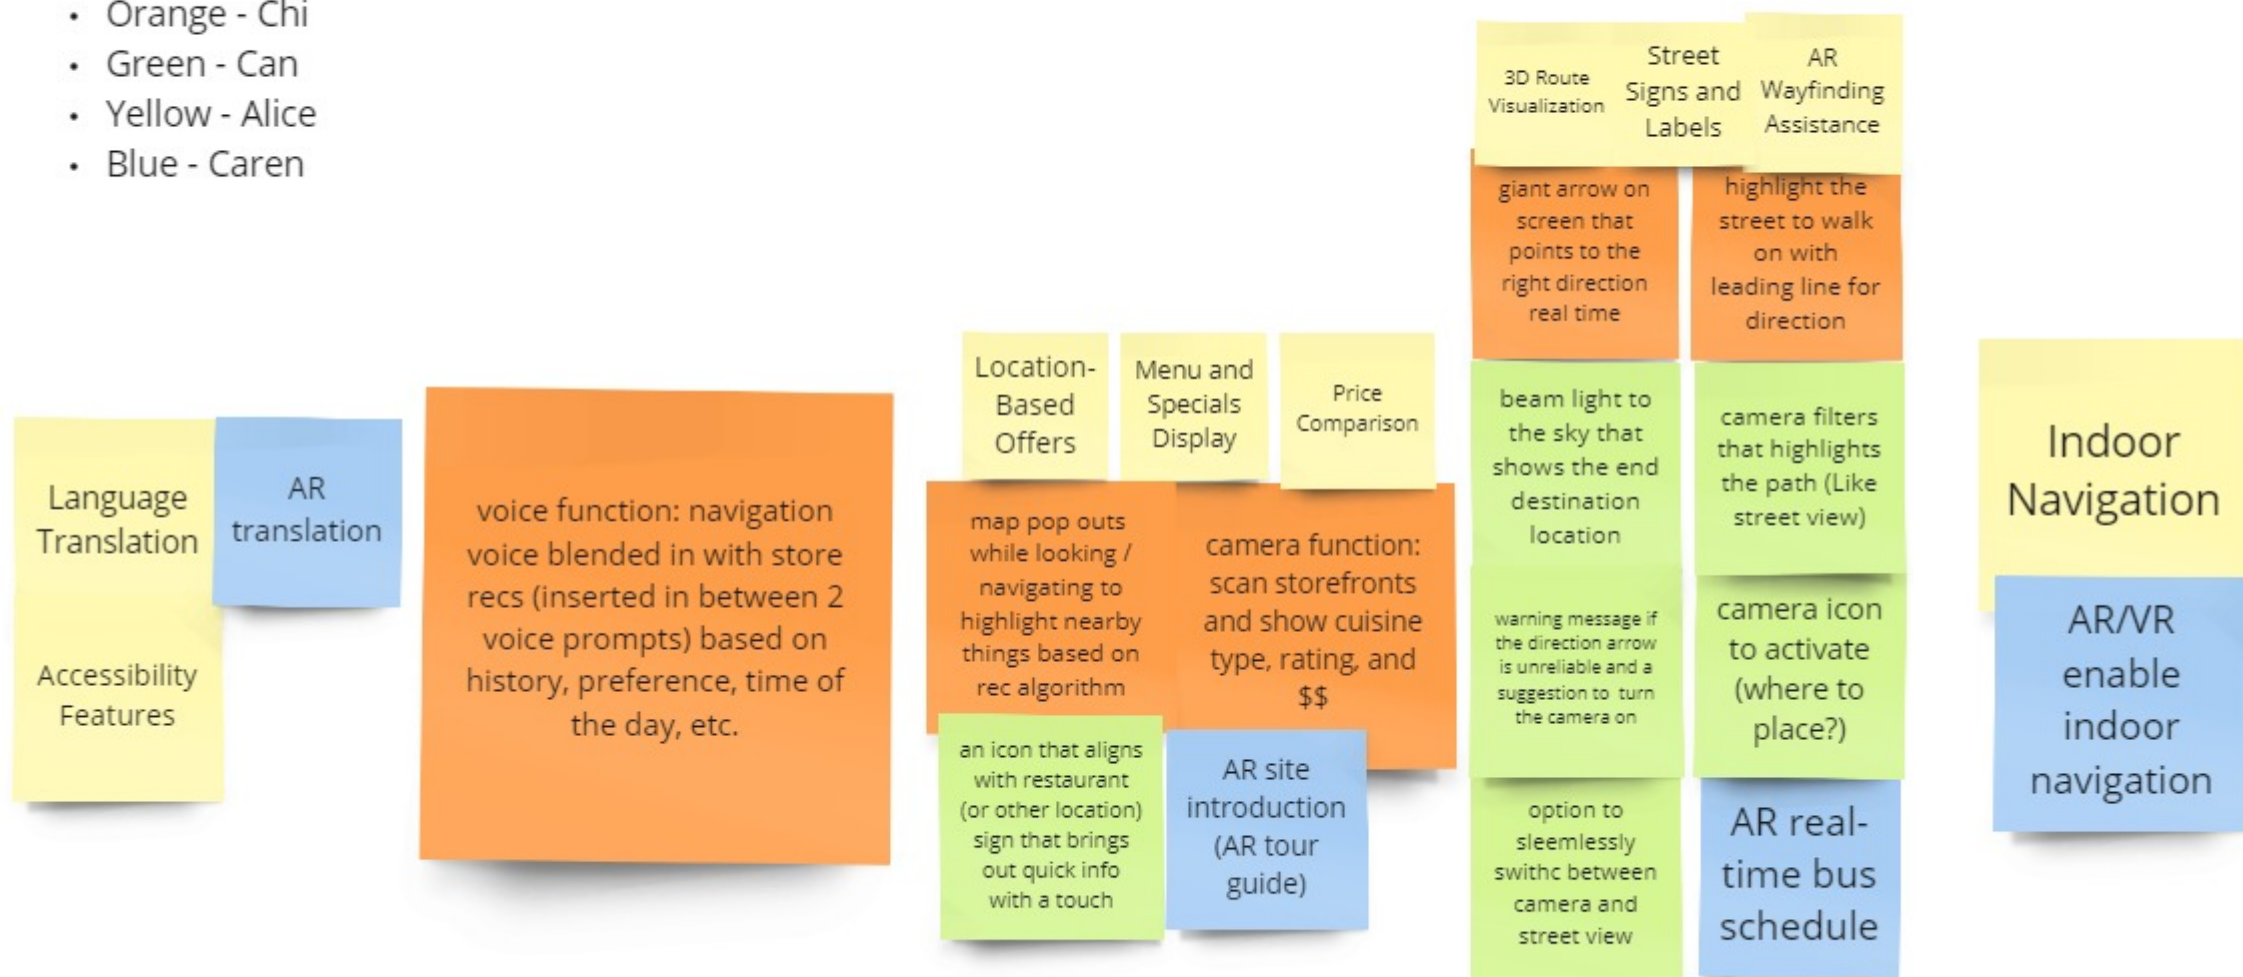 • Orange - Chi
• Green - Can
• Yellow - Alice
• Blue - Caren
Language
Translation
Accessibility
Features
AR
translation
voice function: navigation
voice blended in with store
recs (inserted in between 2
voice prompts) based on
history, preference, time of
the day, etc.
Location-
Based
Offers
Menu and
Specials
Display
Price
Comparison
map pop outs
while looking /
navigating to
highlight nearby
things based on
rec algorithm
camera function:
scan storefronts
and show cuisine
type, rating, and
$$
an icon that aligns
with restaurant
(or other location)
sign that brings
out quick info
with a touch
AR site
introduction
(AR tour
guide)
3D Route
Visualization
Street
Signs and
Labels
AR
Wayfinding
Assistance
giant arrow on
screen that
points to the
right direction
real time
highlight the
street to walk
on with
leading line for
direction
beam light to
the sky that
shows the end
destination
location
camera filters
that highlights
the path (Like
street view)
warning message if
the direction arrow
is unreliable and a
suggestion to turn
the camera on
camera icon
to activate
(where to
place?)
option to
sleemlessly
swithc between
camera and
street view
AR real-
time bus
schedule
Indoor
Navigation
AR/VR
enable
indoor
navigation